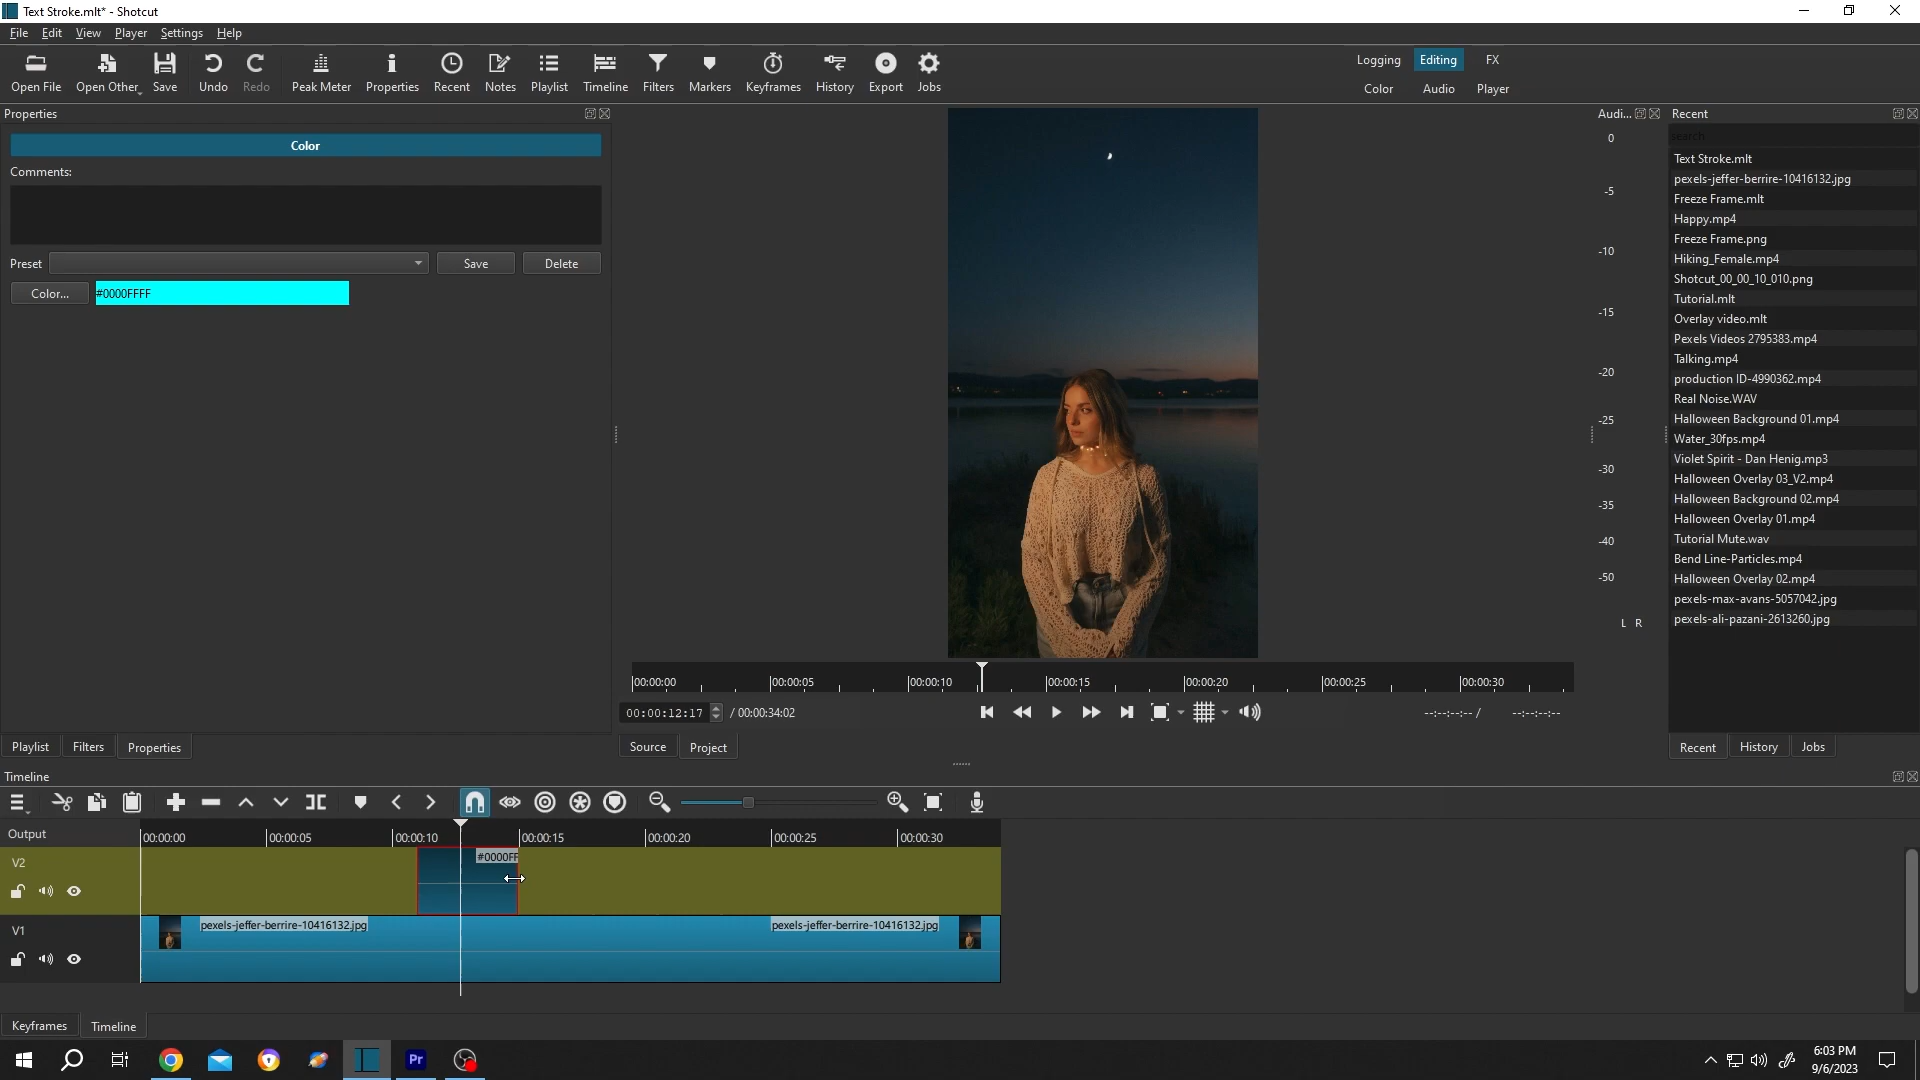 Text Stroke.mlt* - Shotcut
File Edit View Player Settings Help
Open File Open Other Save Undo Redo Peak Meter Properties Recent Notes Playlist Timeline Filters Markers Keyframes History Export Jobs
Logging Editing FX
Color Audio Player
Properties
Color
Comments:
Preset Save Delete
Color... #0000FFFF
Playlist Filters Properties
00:00:00 00:00:05 00:00:10 00:00:15 00:00:20 00:00:25 00:00:30
00:00:12:17 / 00:00:34:02 --:--:--:-- / --:--:--:--
Source Project
Audi...
0
-5
-10
-15
-20
-25
-30
-35
-40
-50
L R
Recent
search
Text Stroke.mlt
pexels-jeffer-berrire-10416132.jpg
Freeze Frame.mlt
Happy.mp4
Freeze Frame.png
Hiking_Female.mp4
Shotcut_00_00_10_010.png
Tutorial.mlt
Overlay video.mlt
Pexels Videos 2795383.mp4
Talking.mp4
production ID-4990362.mp4
Real Noise.WAV
Halloween Background 01.mp4
Water_30fps.mp4
Violet Spirit - Dan Henig.mp3
Halloween Overlay 03_V2.mp4
Halloween Background 02.mp4
Halloween Overlay 01.mp4
Tutorial Mute.wav
Bend Line-Particles.mp4
Halloween Overlay 02.mp4
pexels-max-avans-5057042.jpg
pexels-ali-pazani-2613260.jpg
Recent History Jobs
Timeline
Output 00:00:00 00:00:05 00:00:10 00:00:15 00:00:20 00:00:25 00:00:30
V2 #0000FF
V1 pexels-jeffer-berrire-10416132.jpg pexels-jeffer-berrire-10416132.jpg
Keyframes Timeline
Pr
6:03 PM
9/6/2023